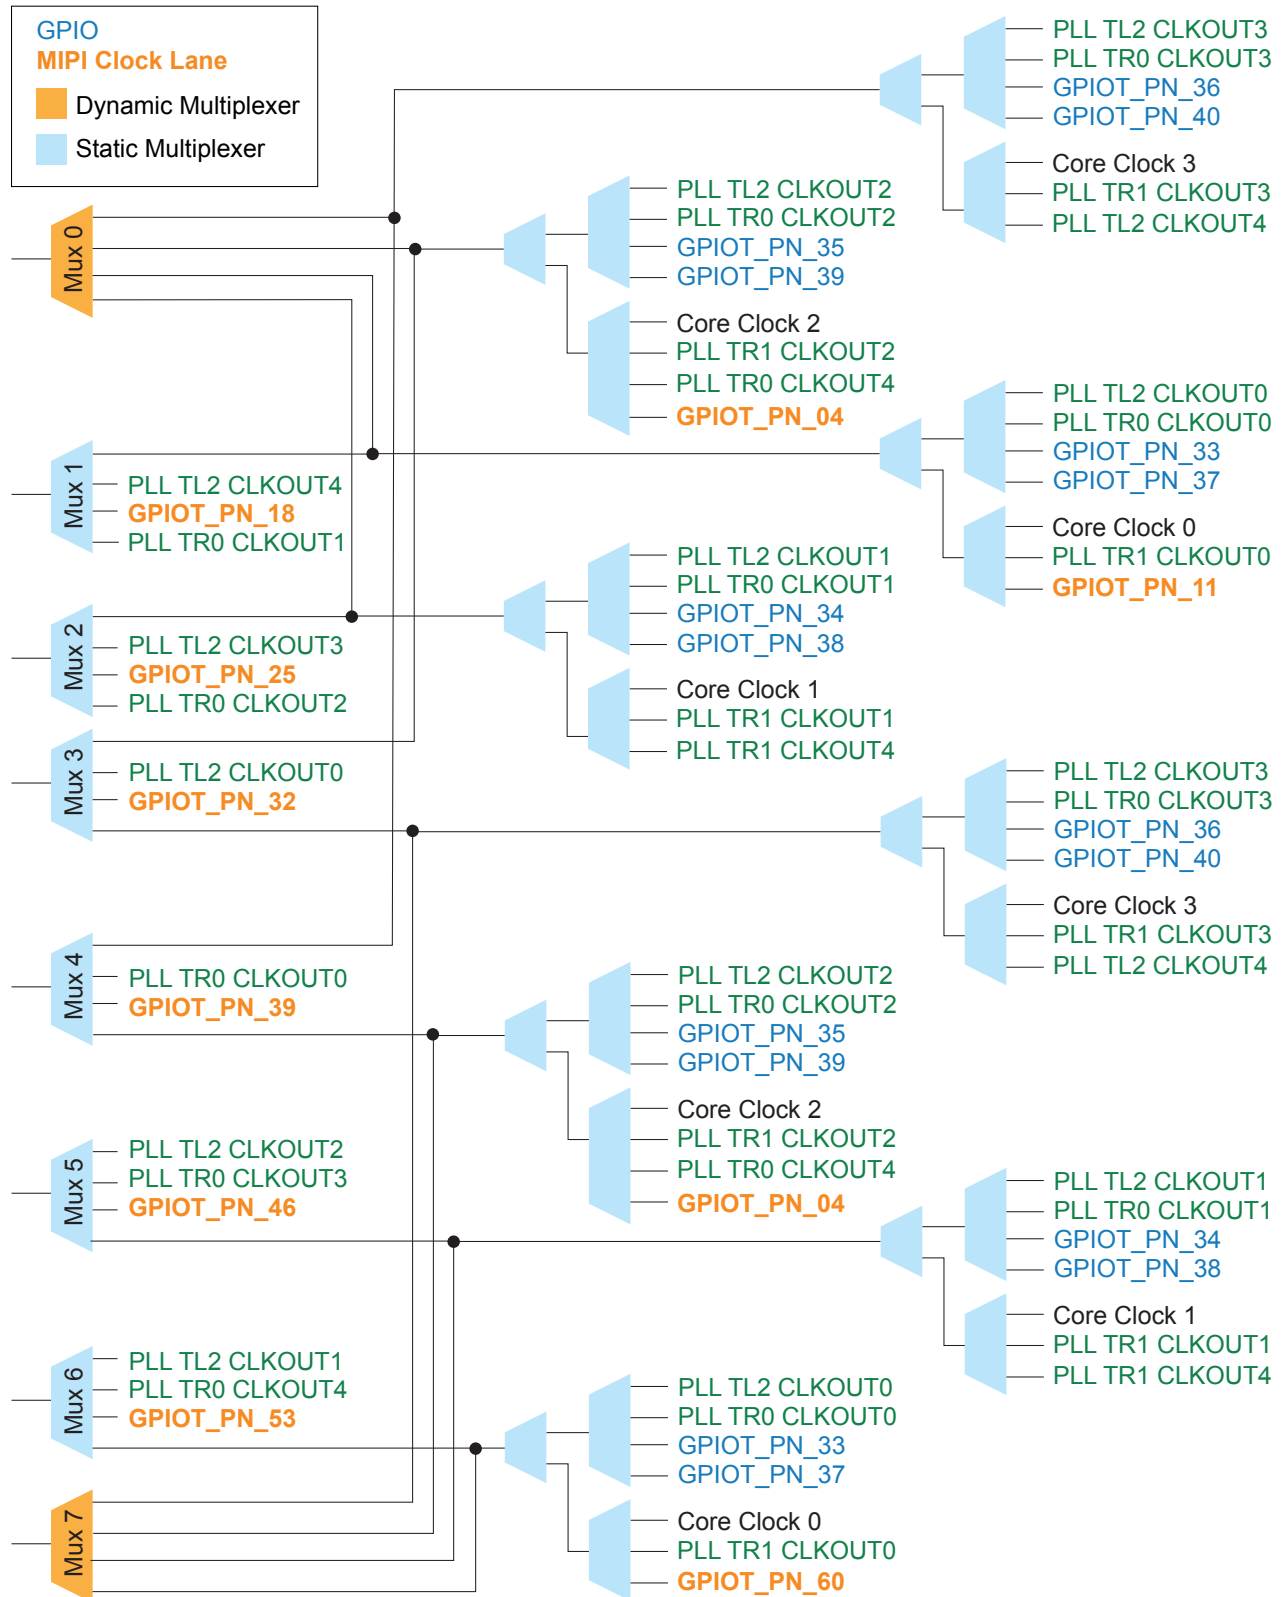 GPIO
MIPI Clock Lane
Dynamic Multiplexer
Static Multiplexer
PLL TL2 CLKOUT3
PLL TR0 CLKOUT3
GPIOT_PN_36
GPIOT_PN_40
Core Clock 3
PLL TR1 CLKOUT3
PLL TL2 CLKOUT4
Mux 0
PLL TL2 CLKOUT2
PLL TR0 CLKOUT2
GPIOT_PN_35
GPIOT_PN_39
Core Clock 2
PLL TR1 CLKOUT2
PLL TR0 CLKOUT4
GPIOT_PN_04
PLL TL2 CLKOUT0
PLL TR0 CLKOUT0
GPIOT_PN_33
GPIOT_PN_37
Core Clock 0
PLL TR1 CLKOUT0
GPIOT_PN_11
Mux 1
PLL TL2 CLKOUT4
GPIOT_PN_18
PLL TR0 CLKOUT1
PLL TL2 CLKOUT1
PLL TR0 CLKOUT1
GPIOT_PN_34
GPIOT_PN_38
Core Clock 1
PLL TR1 CLKOUT1
PLL TR1 CLKOUT4
Mux 2
PLL TL2 CLKOUT3
GPIOT_PN_25
PLL TR0 CLKOUT2
Mux 3
PLL TL2 CLKOUT0
GPIOT_PN_32
PLL TL2 CLKOUT3
PLL TR0 CLKOUT3
GPIOT_PN_36
GPIOT_PN_40
Core Clock 3
PLL TR1 CLKOUT3
PLL TL2 CLKOUT4
Mux 4
PLL TR0 CLKOUT0
GPIOT_PN_39
PLL TL2 CLKOUT2
PLL TR0 CLKOUT2
GPIOT_PN_35
GPIOT_PN_39
Core Clock 2
PLL TR1 CLKOUT2
PLL TR0 CLKOUT4
GPIOT_PN_04
Mux 5
PLL TL2 CLKOUT2
PLL TR0 CLKOUT3
GPIOT_PN_46
PLL TL2 CLKOUT1
PLL TR0 CLKOUT1
GPIOT_PN_34
GPIOT_PN_38
Core Clock 1
PLL TR1 CLKOUT1
PLL TR1 CLKOUT4
Mux 6
PLL TL2 CLKOUT1
PLL TR0 CLKOUT4
GPIOT_PN_53
PLL TL2 CLKOUT0
PLL TR0 CLKOUT0
GPIOT_PN_33
GPIOT_PN_37
Core Clock 0
PLL TR1 CLKOUT0
GPIOT_PN_60
Mux 7